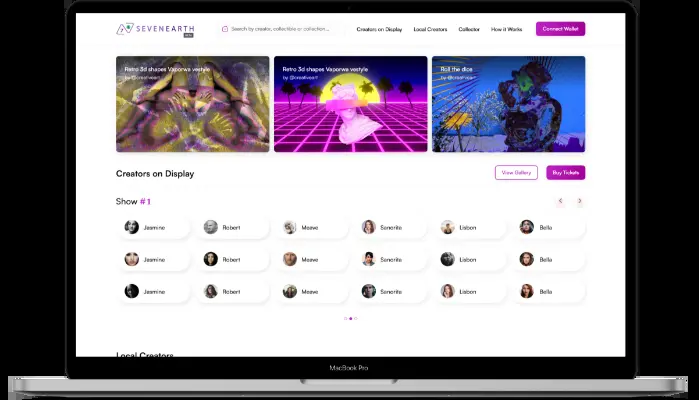 SEVENEARTH
Search by creator, collectible or collection...
Creators on Display
Local Creators
Collector
How it Works
Connect Wallet
Retro 3d shapes Vaporwa vestyle
by @creativeart
Retro 3d shapes Vaporwa vestyle
by @creativeart
Roll the dice
by @creativeart
Creators on Display
View Gallery
Buy Tickets
Show #1
Jasmine
Robert
Meave
Senorita
Lisbon
Bella
Jasmine
Robert
Meave
Senorita
Lisbon
Bella
Jasmine
Robert
Meave
Senorita
Lisbon
Bella
Local Creators
MacBook Pro